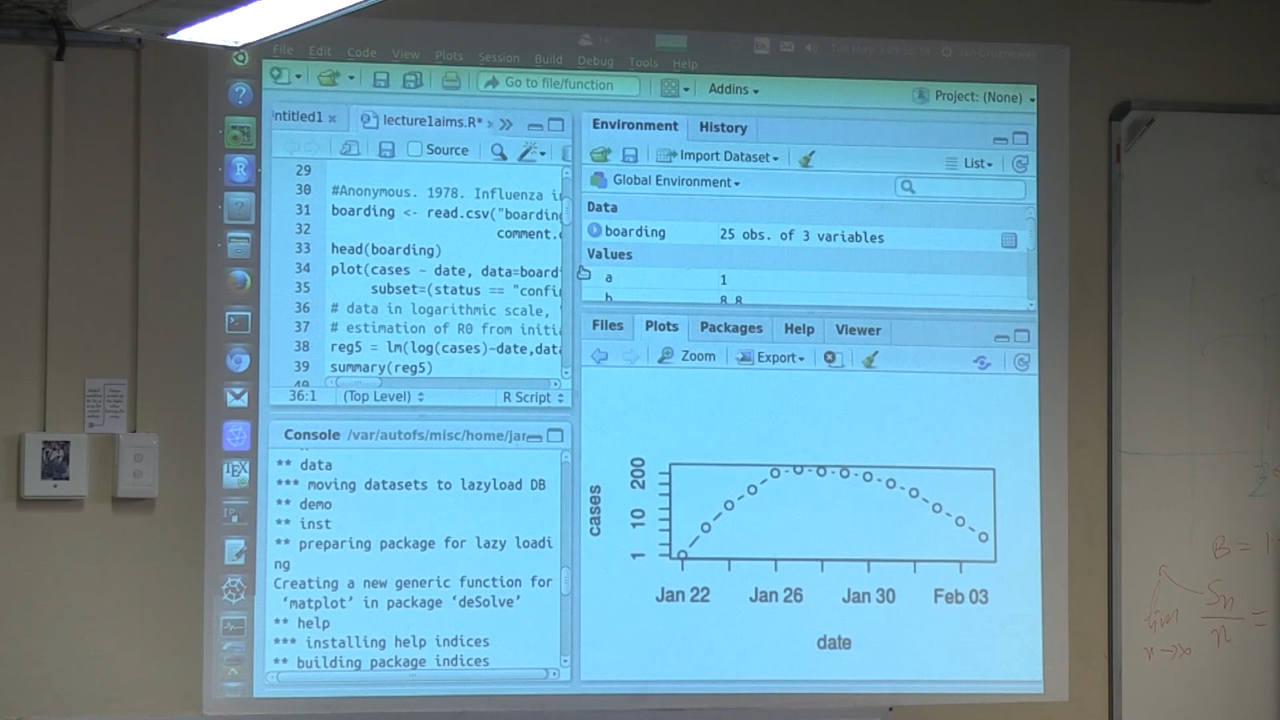 File Edit Code View Plots Session Build Debug Tools Help
Go to file/function
Addins
Project: (None)
ntitled1
lecture1aims.R*
Source
29
30 #Anonymous. 1978. Influenza i
31 boarding <- read.csv("boardin
32 comment.
33 head(boarding)
34 plot(cases ~ date, data=board
35 subset=(status == "confi
36 # data in logarithmic scale,
37 # estimation of R0 from initi
38 reg5 = lm(log(cases)~date,dat
39 summary(reg5)
40
36:1 (Top Level) R Script
Console /var/autofs/misc/home/jar
** data
*** moving datasets to lazyload DB
** demo
** inst
** preparing package for lazy loadi
ng
Creating a new generic function for
‘matplot’ in package ‘deSolve’
** help
*** installing help indices
** building package indices
Environment History
Import Dataset
List
Global Environment
Data
boarding 25 obs. of 3 variables
Values
a 1
b 8.8
Files Plots Packages Help Viewer
Zoom Export
cases
200
10
1
Jan 22 Jan 26 Jan 30 Feb 03
date
B = 1
lim Sn
n =
n→∞